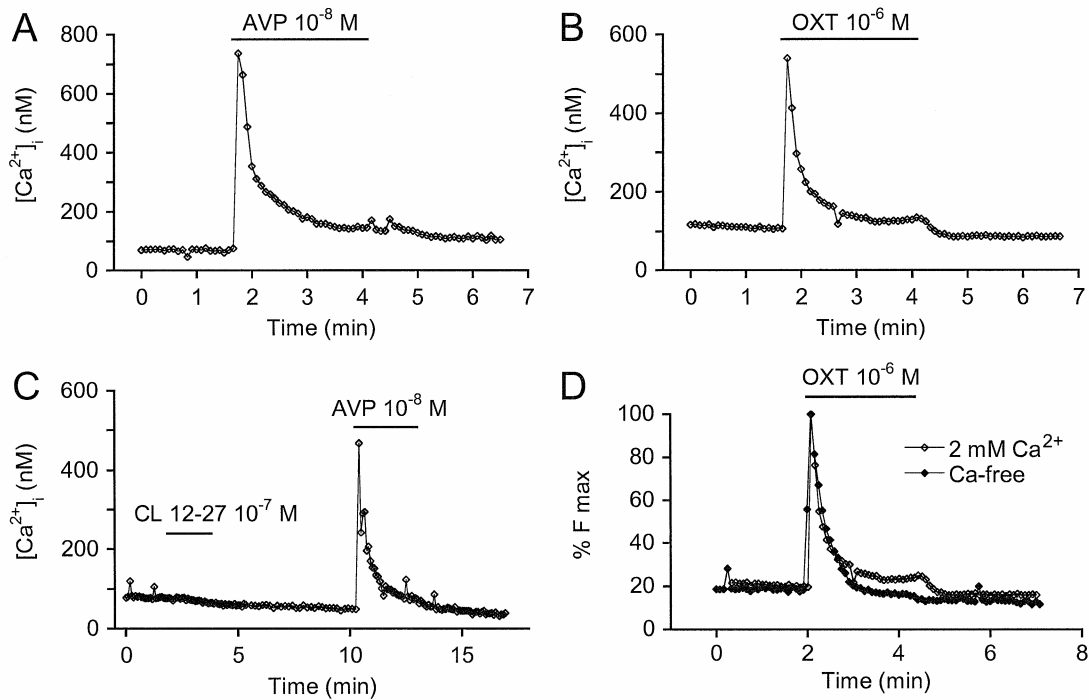 A
AVP 10-8 M
800
600
400
200
0
[Ca2+]i (nM)
0 1 2 3 4 5 6 7
Time (min)
B
OXT 10-6 M
600
400
200
0
[Ca2+]i (nM)
0 1 2 3 4 5 6 7
Time (min)
C
600
400
200
0
[Ca2+]i (nM)
CL 12-27 10-7 M
AVP 10-8 M
0 5 10 15
Time (min)
D
OXT 10-6 M
100
80
60
40
20
0
% F max
2 mM Ca2+
Ca-free
0 2 4 6 8
Time (min)